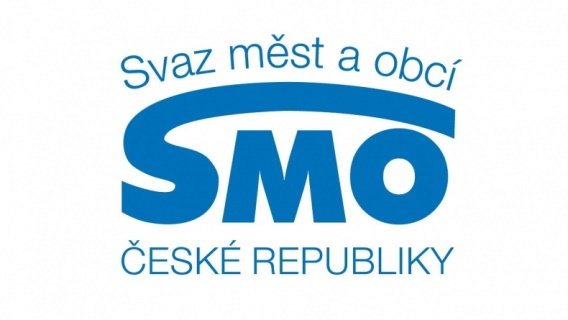 Svaz měst a obcí
SMO
ČESKÉ REPUBLIKY